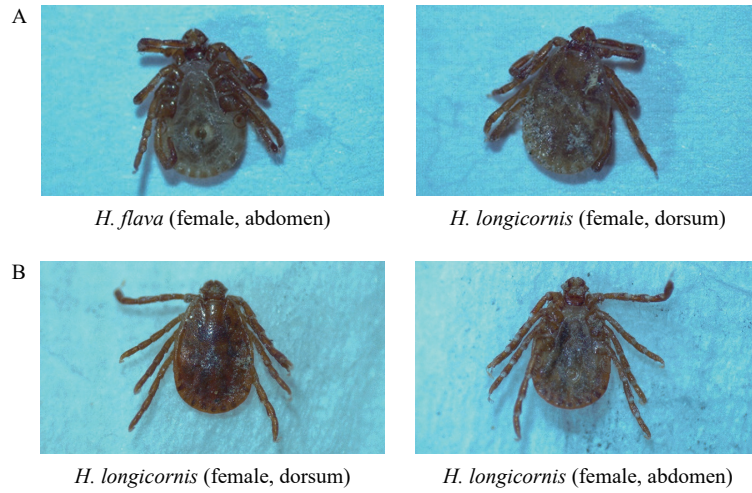 A
H. flava (female, abdomen)
H. longicornis (female, dorsum)
B
H. longicornis (female, dorsum)
H. longicornis (female, abdomen)